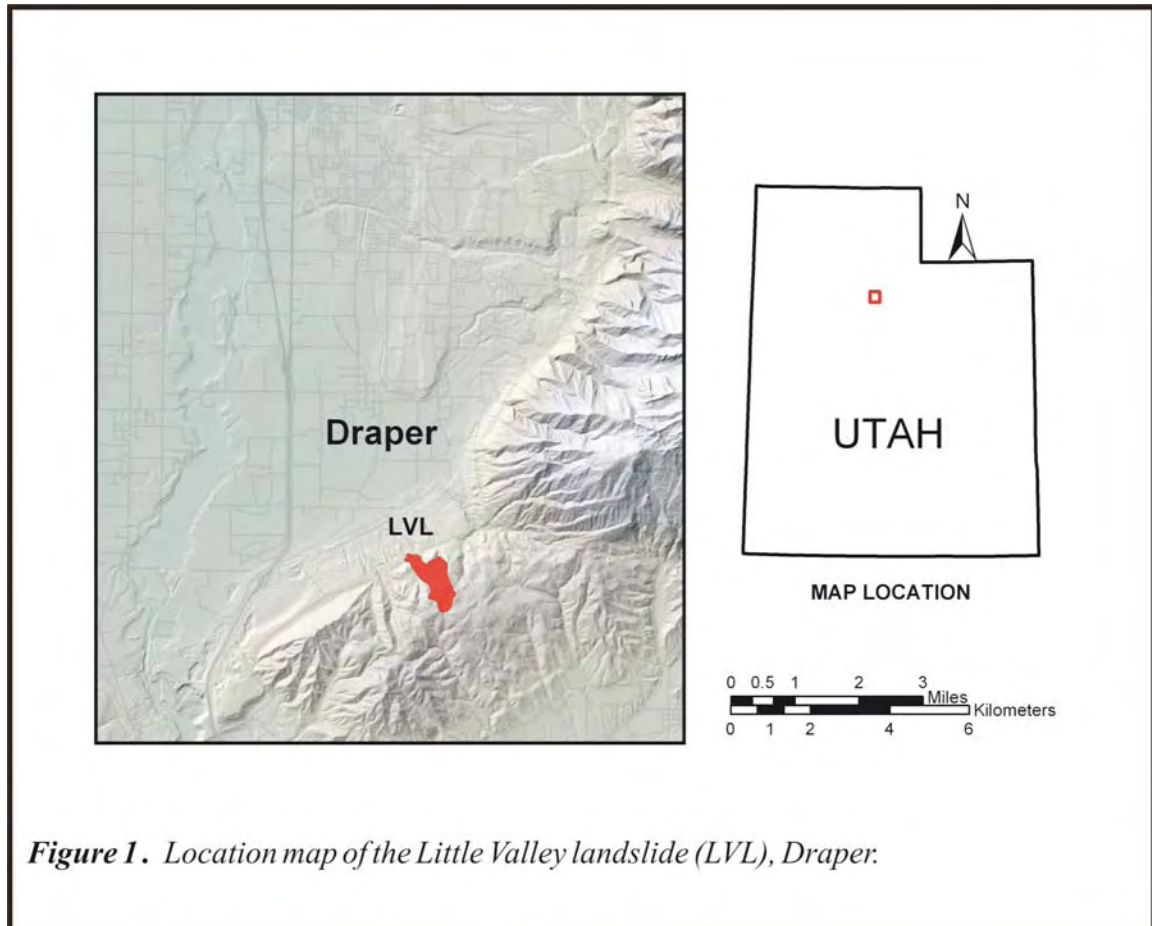 Draper
LVL
N
UTAH
MAP LOCATION
0 0.5 1 2 3
Miles
Kilometers
0 1 2 4 6
Figure 1. Location map of the Little Valley landslide (LVL), Draper.